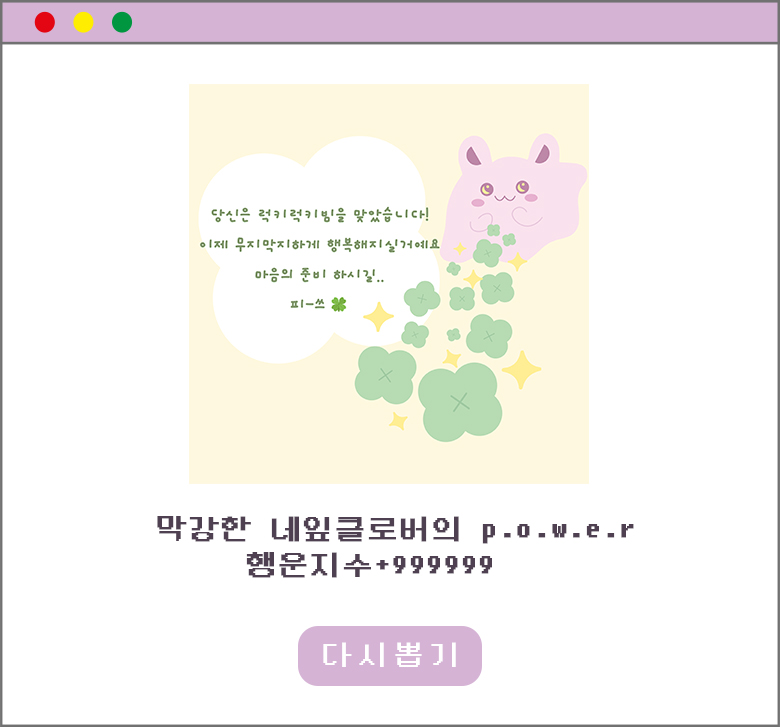 당신은 럭키럭키빔을 맞았습니다!
이제 무지막지하게 행복해지실거예요
마음의 준비 하시길..
피-쓰 🍀
막강한 네잎클로버의 p.o.w.e.r
행운지수+999999
다시뽑기